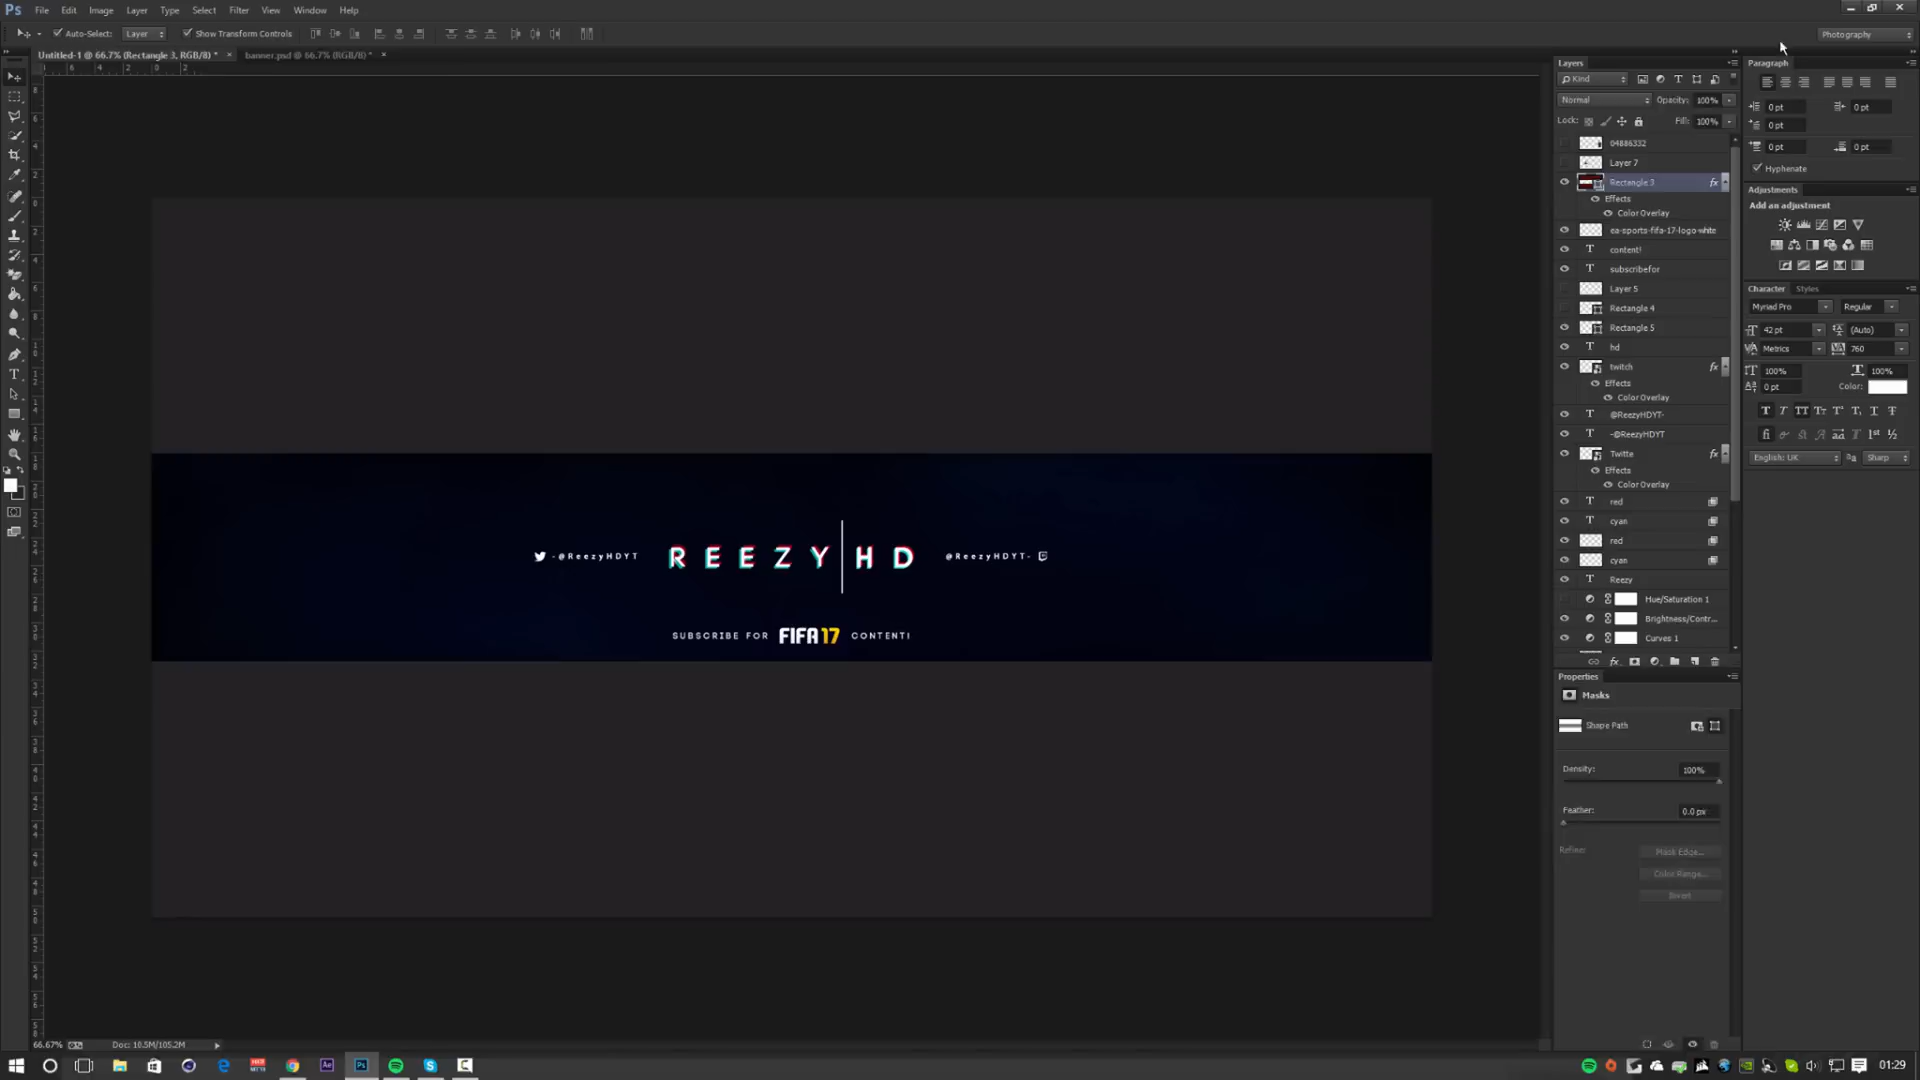 Ps File Edit Image Layer Type Select Filter View Window Help
Auto-Select: Layer Show Transform Controls Photography
Untitled-1 @ 66.7% (Rectangle 3, RGB/8) * × banner.psd @ 66.7% (RGB/8) * ×
Layers
Kind
Normal Opacity: 100%
Lock: Fill: 100%
04886332
Layer 7
Rectangle 3 fx
Effects
Color Overlay
ea-sports-fifa-17-logo-white
T content!
T subscribefor
Layer 5
Rectangle 4
Rectangle 5
T hd
twitch fx
Effects
Color Overlay
T @ReezyHDYT-
T -@ReezyHDYT
Twitte fx
Effects
Color Overlay
T red
T cyan
red
cyan
T Reezy
Hue/Saturation 1
Brightness/Contr...
Curves 1
Properties
Masks
Shape Path
Density: 100%
Feather: 0.0 px
Refine:
Mask Edge...
Color Range...
Invert
Paragraph
0 pt 0 pt
0 pt
0 pt 0 pt
Hyphenate
Adjustments
Add an adjustment
Character Styles
Myriad Pro Regular
42 pt (Auto)
Metrics 760
100% 100%
0 pt Color:
English: UK Sharp
-@ReezyHDYT REEZY HD @ReezyHDYT-
SUBSCRIBE FOR FIFA 17 CONTENT!
66.67% Doc: 10.5M/105.2M
Ae Ps 01:29